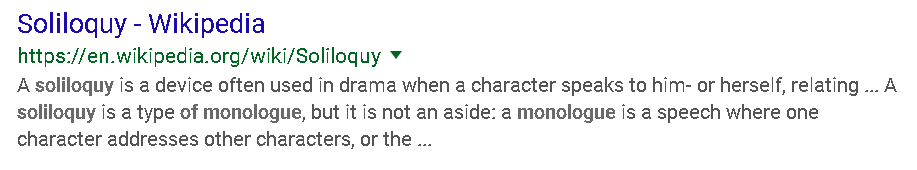 Soliloquy - Wikipedia
https://en.wikipedia.org/wiki/Soliloquy
A soliloquy is a device often used in drama when a character speaks to him- or herself, relating ... A
soliloquy is a type of monologue, but it is not an aside: a monologue is a speech where one
character addresses other characters, or the ...